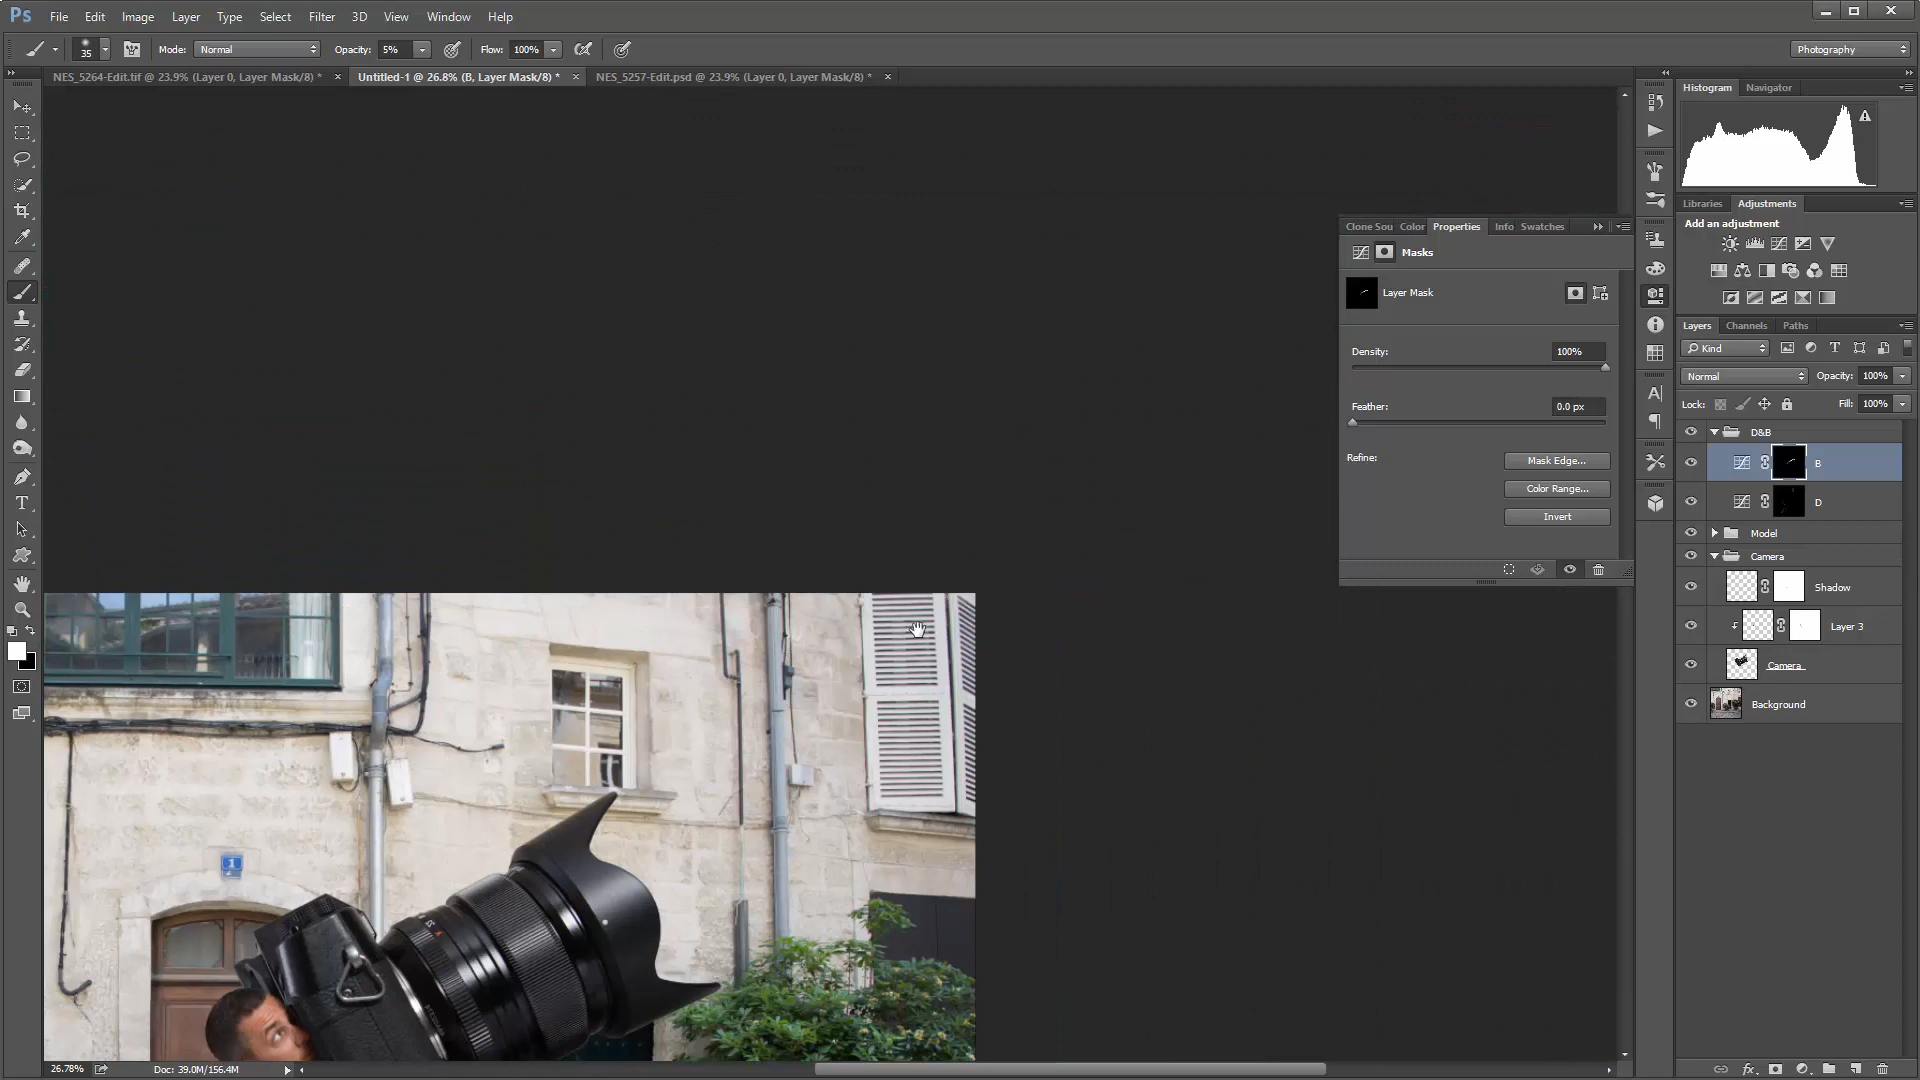 Ps File Edit Image Layer Type Select Filter 3D View Window Help
35 Mode: Normal Opacity: 5% Flow: 100% Photography
NES_5264-Edit.tif @ 23.9% (Layer 0, Layer Mask/8) * Untitled-1 @ 26.8% (B, Layer Mask/8) * NES_5257-Edit.psd @ 23.9% (Layer 0, Layer Mask/8) *
Histogram Navigator
Libraries Adjustments
Add an adjustment
Clone Sou Color Properties Info Swatches
Masks
Layer Mask
Density: 100%
Feather: 0.0 px
Refine: Mask Edge...
Color Range...
Invert
Layers Channels Paths
Kind
Normal Opacity: 100%
Lock: Fill: 100%
D&B
B
D
Model
Camera
Shadow
Layer 3
Camera
Background
1
26.78% Doc: 39.0M/156.4M
fx